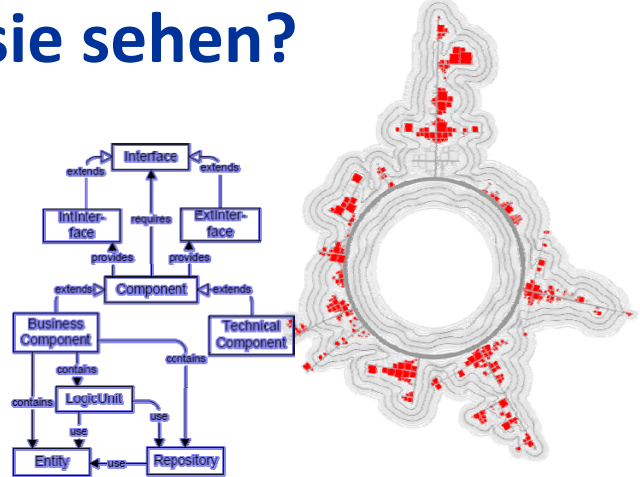 sie sehen?
Interface
extends
extends
IntInter-
face
requires
ExtInter-
face
provides
provides
extends
Component
extends
Business
Component
Technical
Component
contains
contains
contains
LogicUnit
use
use
Entity
use
Repository